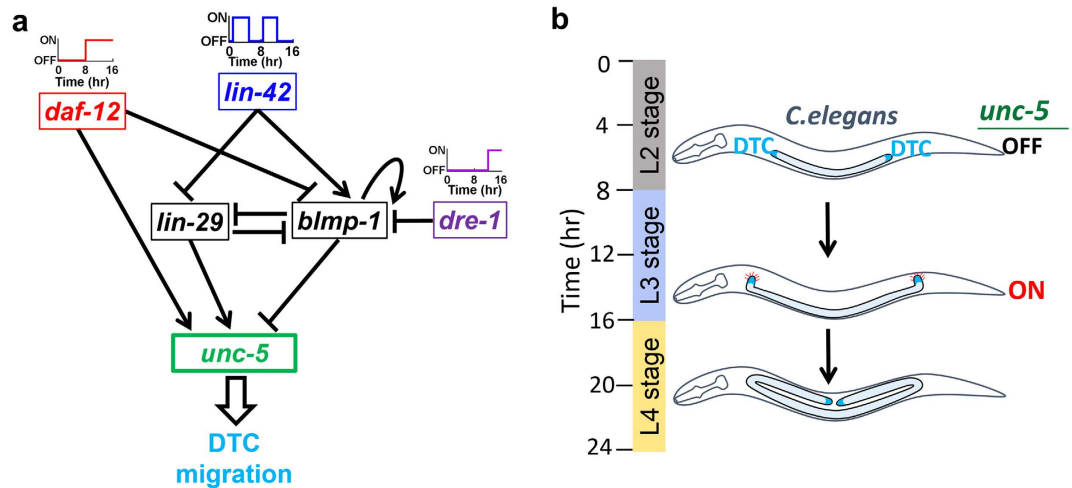 a
ON
OFF
0 8 16
Time (hr)
daf-12
ON
OFF
0 8 16
Time (hr)
lin-42
ON
OFF
0 8 16
Time (hr)
lin-29
blmp-1
dre-1
unc-5
DTC
migration
b
Time (hr)
0
4
8
12
16
20
24
L2 stage
L3 stage
L4 stage
C.elegans
unc-5
DTC
DTC
OFF
ON